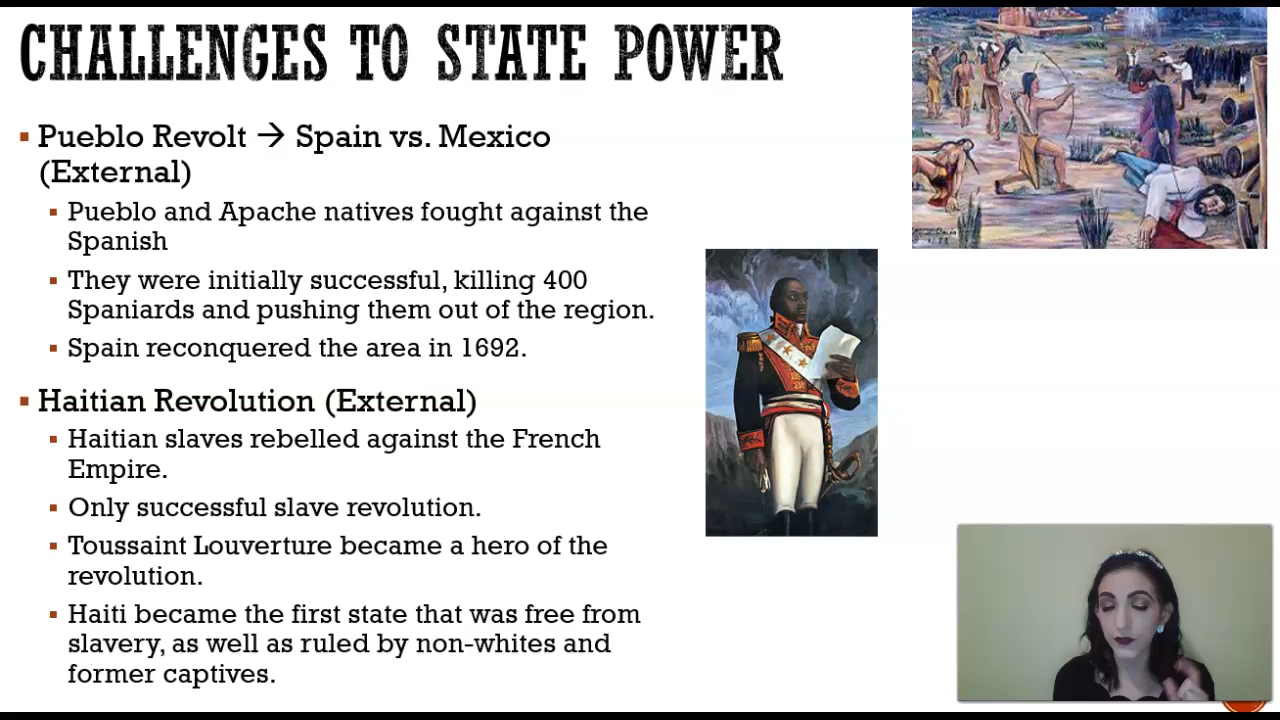 CHALLENGES TO STATE POWER
▪ Pueblo Revolt → Spain vs. Mexico
(External)
▪ Pueblo and Apache natives fought against the
Spanish
▪ They were initially successful, killing 400
Spaniards and pushing them out of the region.
▪ Spain reconquered the area in 1692.
▪ Haitian Revolution (External)
▪ Haitian slaves rebelled against the French
Empire.
▪ Only successful slave revolution.
▪ Toussaint Louverture became a hero of the
revolution.
▪ Haiti became the first state that was free from
slavery, as well as ruled by non-whites and
former captives.